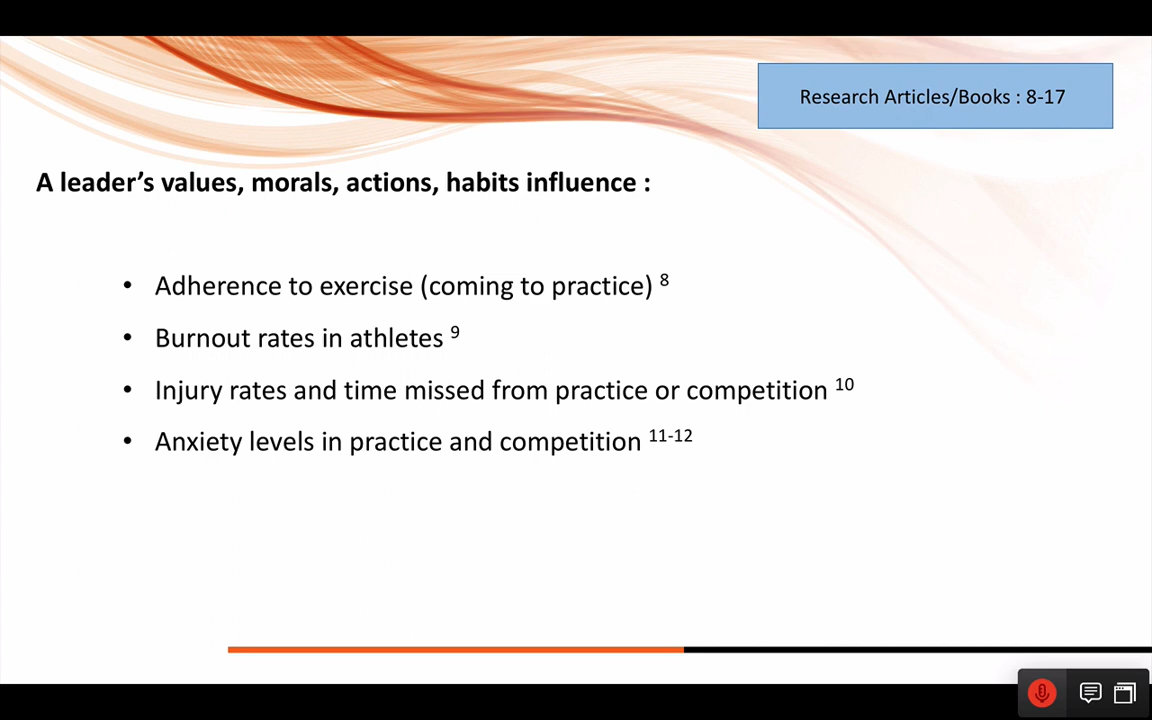 Research Articles/Books : 8-17
A leader’s values, morals, actions, habits influence :
• Adherence to exercise (coming to practice) 8
• Burnout rates in athletes 9
• Injury rates and time missed from practice or competition 10
• Anxiety levels in practice and competition 11-12